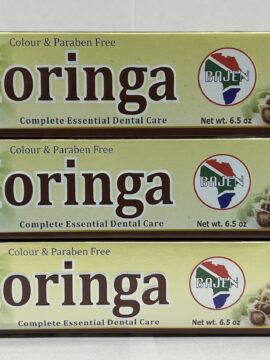 Colour & Paraben Free
oringa
BAJEN
Complete Essential Dental Care
Net wt. 6.5 oz
Colour & Paraben Free
oringa
BAJEN
Complete Essential Dental Care
Net wt. 6.5 oz
Colour & Paraben Free
oringa
BAJEN
Complete Essential Dental Care
Net wt. 6.5 oz